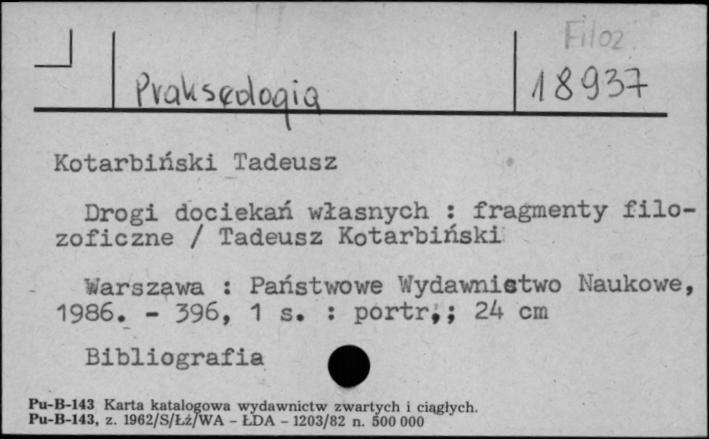 Filoz
Prakseologia
18937
Kotarbiński Tadeusz
Drogi dociekań własnych : fragmenty filo-
zoficzne / Tadeusz Kotarbiński
Warszawa : Państwowe Wydawnictwo Naukowe,
1986. - 396, 1 s. : portr,; 24 cm
Bibliografia
Pu-B-143 Karta katalogowa wydawnictw zwartych i ciągłych.
Pu-B-143, z. 1962/S/Łź/WA - ŁDA - 1203/82 n. 500 000